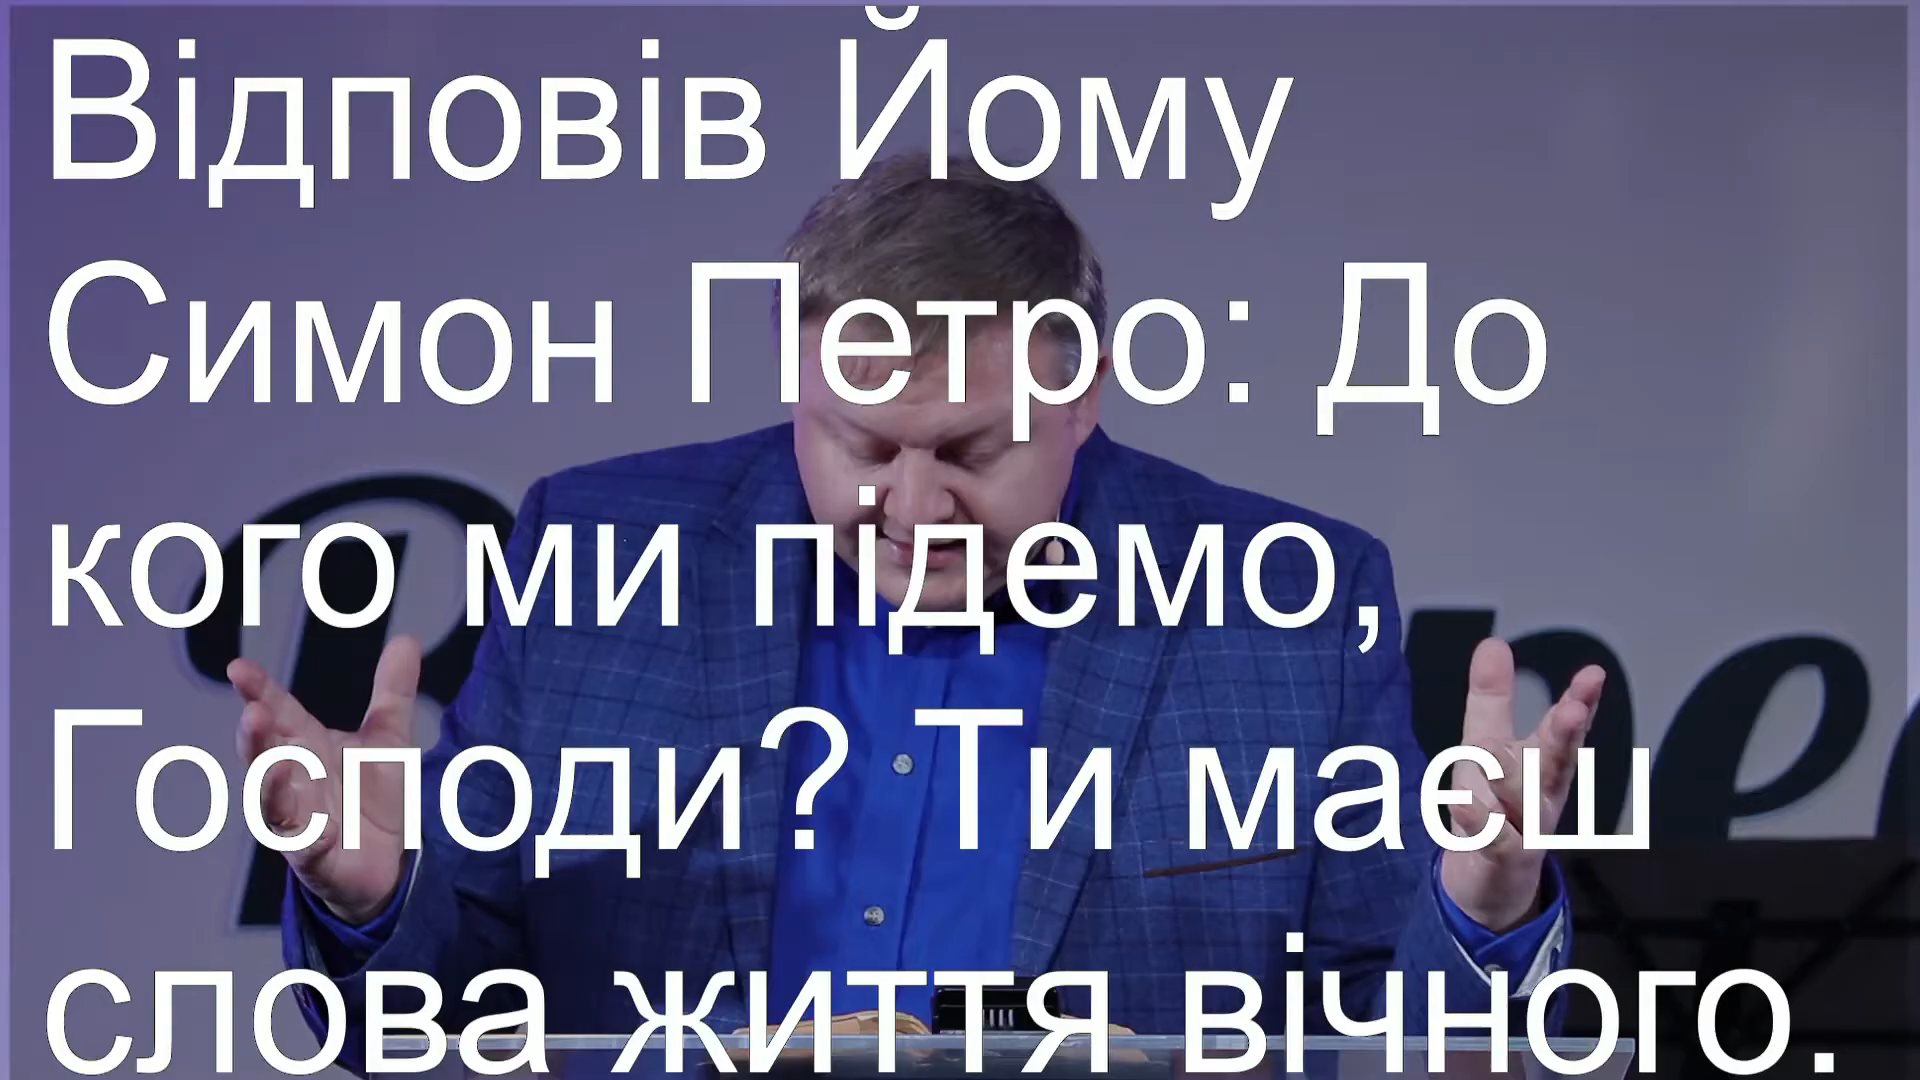 Відповів Йому
Симон Петро: До
кого ми підемо,
Господи? Ти маєш
слова життя вічного.